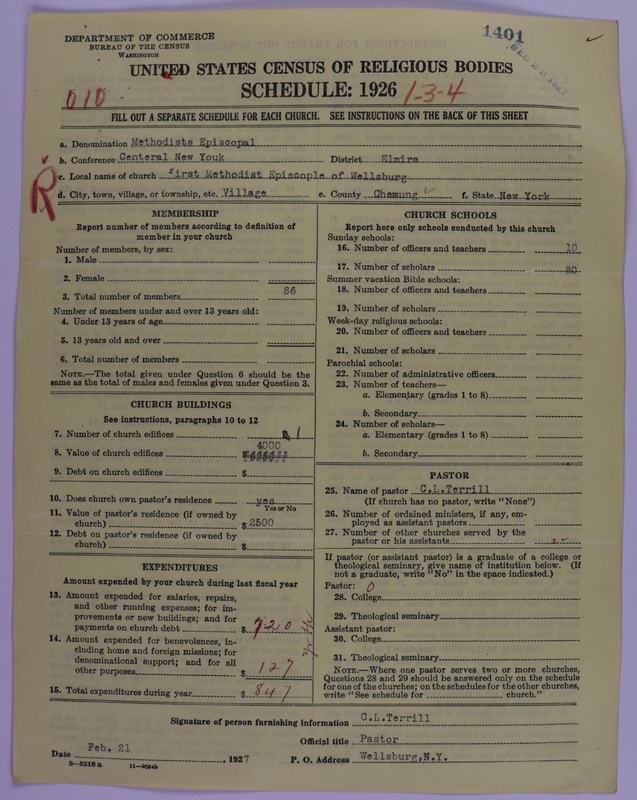 DEPARTMENT OF COMMERCE
BUREAU OF THE CENSUS
WASHINGTON
1401
UNITED STATES CENSUS OF RELIGIOUS BODIES
010
SCHEDULE: 1926
1-3-4
FILL OUT A SEPARATE SCHEDULE FOR EACH CHURCH. SEE INSTRUCTIONS ON THE BACK OF THIS SHEET
a. Denomination Methodists Episcopal
b. Conference Centeral New Youk District Elmira
c. Local name of church First Methodist Episcople of Wellsburg
R
d. City, town, village, or township, etc. Village e. County Chemung f. State New York
MEMBERSHIP
Report number of members according to definition of
member in your church
Number of members, by sex:
1. Male
2. Female
3. Total number of members 86
Number of members under and over 13 years old:
4. Under 13 years of age
5. 13 years old and over
6. Total number of members
NOTE.—The total given under Question 6 should be the
same as the total of males and females given under Question 3.
CHURCH BUILDINGS
See instructions, paragraphs 10 to 12
7. Number of church edifices 1
4000
8. Value of church edifices $
9. Debt on church edifices $
10. Does church own pastor's residence yes
Yes or No
11. Value of pastor's residence (if owned by
church) $ 2500
12. Debt on pastor's residence (if owned by
church) $
EXPENDITURES
Amount expended by your church during last fiscal year
13. Amount expended for salaries, repairs,
and other running expenses; for im-
provements or new buildings; and for
payments on church debt $ 720
14. Amount expended for benevolences, in-
cluding home and foreign missions; for
denominational support; and for all
other purposes $ 127
15. Total expenditures during year $ 847
CHURCH SCHOOLS
Report here only schools conducted by this church
Sunday schools:
16. Number of officers and teachers 10
17. Number of scholars 80
Summer vacation Bible schools:
18. Number of officers and teachers
19. Number of scholars
Week-day religious schools:
20. Number of officers and teachers
21. Number of scholars
Parochial schools:
22. Number of administrative officers
23. Number of teachers—
a. Elementary (grades 1 to 8)
b. Secondary
24. Number of scholars—
a. Elementary (grades 1 to 8)
b. Secondary
PASTOR
25. Name of pastor C.L.Terrill
(If church has no pastor, write "None")
26. Number of ordained ministers, if any, em-
ployed as assistant pastors
27. Number of other churches served by the
pastor or his assistants
If pastor (or assistant pastor) is a graduate of a college or
theological seminary, give name of institution below. (If
not a graduate, write "No" in the space indicated.)
Pastor: 0
28. College
29. Theological seminary
Assistant pastor:
30. College
31. Theological seminary
NOTE.—Where one pastor serves two or more churches,
Questions 28 and 29 should be answered only on the schedule
for one of the churches; on the schedules for the other churches,
write "See schedule for church."
Signature of person furnishing information C.L.Terrill
Official title Pastor
Date Feb. 21, 1927 P. O. Address Wellsburg,N.Y.
8—5518 a 11—9054b